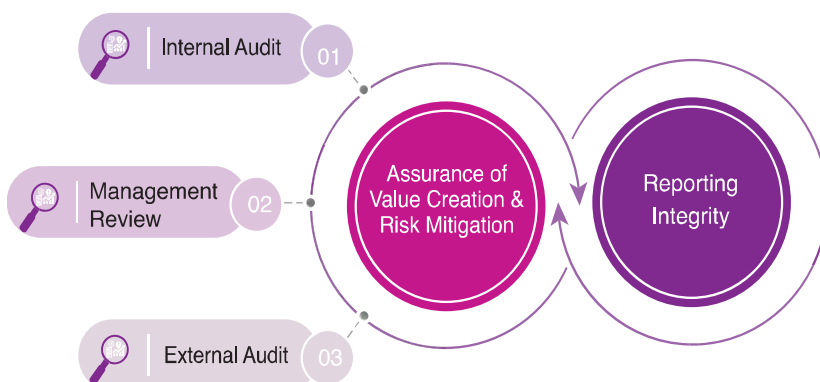 Internal Audit
01
Management
Review
02
External Audit
03
Assurance of
Value Creation &
Risk Mitigation
Reporting
Integrity